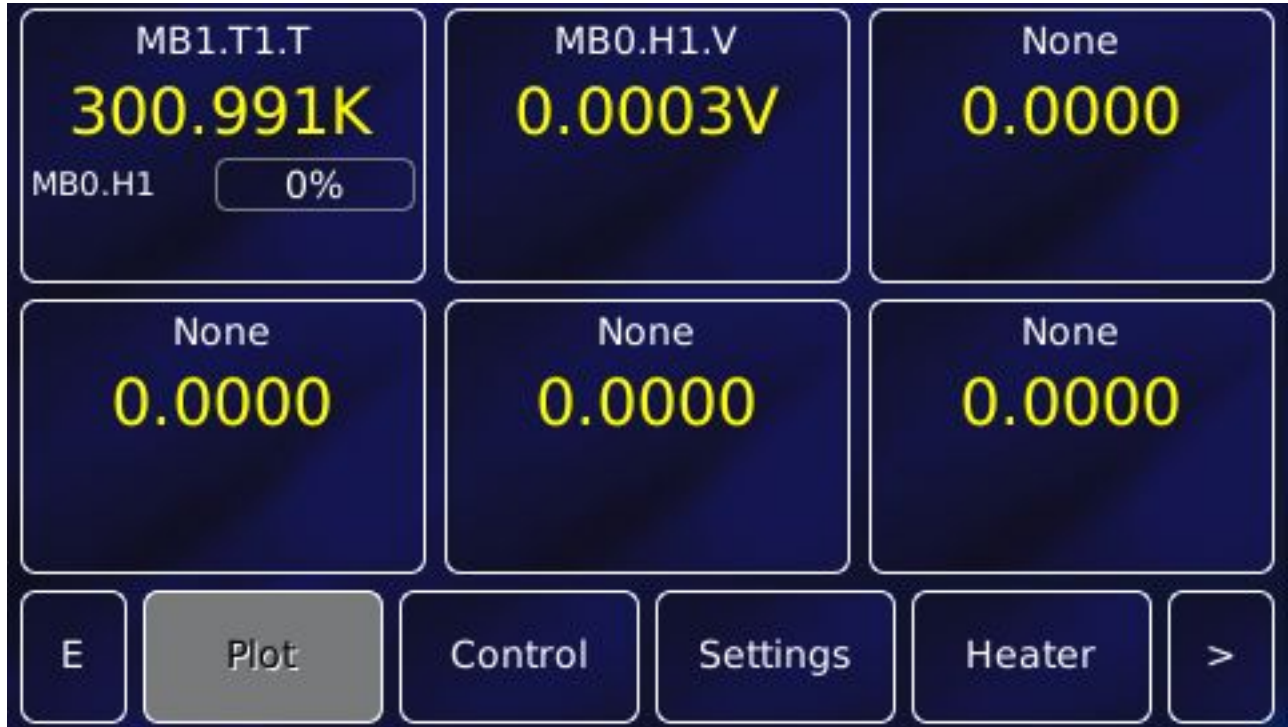 MB1.T1.T
300.991K
MB0.H1 0%
MB0.H1.V
0.0003V
None
0.0000
None
0.0000
None
0.0000
None
0.0000
E Plot Control Settings Heater >